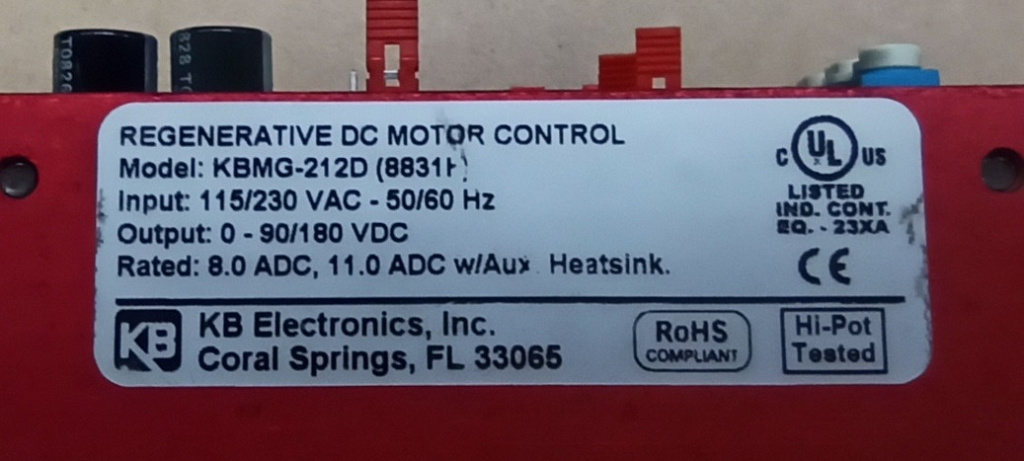 T082
828 T
REGENERATIVE DC MOTOR CONTROL
Model: KBMG-212D
Input: 115/230 VAC - 50/60 Hz
Output: 0 - 90/180 VDC
Rated: 8.0 ADC, 11.0 ADC w/Aux. Heatsink.
C UL US
LISTED
IND. CONT.
EQ. - 23XA
CE
KB
KB Electronics, Inc.
Coral Springs, FL 33065
RoHS
COMPLIANT
Hi-Pot
Tested